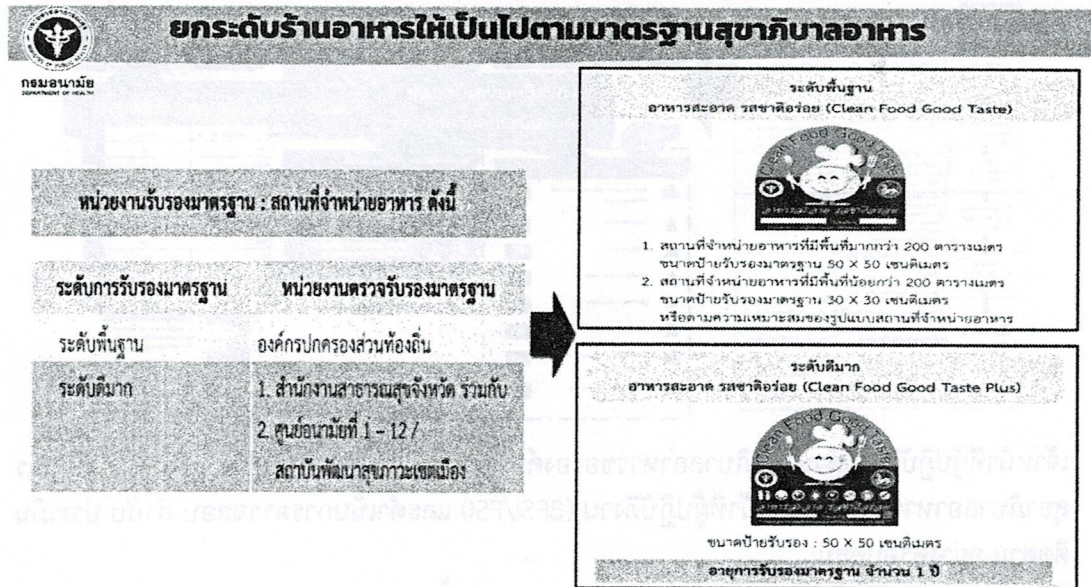 ยกระดับร้านอาหารให้เป็นไปตามมาตรฐานสุขาภิบาลอาหาร
กรมอนามัย
DEPARTMENT OF HEALTH
หน่วยงานรับรองมาตรฐาน : สถานที่จำหน่ายอาหาร ดังนี้
ระดับการรับรองมาตรฐาน หน่วยงานตรวจรับรองมาตรฐาน
ระดับพื้นฐาน องค์กรปกครองส่วนท้องถิ่น
ระดับดีมาก 1. สำนักงานสาธารณสุขจังหวัด รวมกับ
2. ศูนย์อนามัยที่ 1 – 12 /
สถาบันพัฒนาสุขภาวะเขตเมือง
ระดับพื้นฐาน
อาหารสะอาด รสชาติอร่อย (Clean Food Good Taste)
Clean Food Good Taste
อาหารสะอาด รสชาติอร่อย
1. สถานที่จำหน่ายอาหารที่มีพื้นที่มากกว่า 200 ตารางเมตร
ขนาดป้ายรับรองมาตรฐาน 50 X 50 เซนติเมตร
2. สถานที่จำหน่ายอาหารที่มีพื้นที่น้อยกว่า 200 ตารางเมตร
ขนาดป้ายรับรองมาตรฐาน 30 X 30 เซนติเมตร
หรือตามความเหมาะสมของรูปแบบสถานที่จำหน่ายอาหาร
ระดับดีมาก
อาหารสะอาด รสชาติอร่อย (Clean Food Good Taste Plus)
Clean Food Good Taste
ขนาดป้ายรับรอง : 50 X 50 เซนติเมตร
อายุการรับรองมาตรฐาน จำนวน 1 ปี